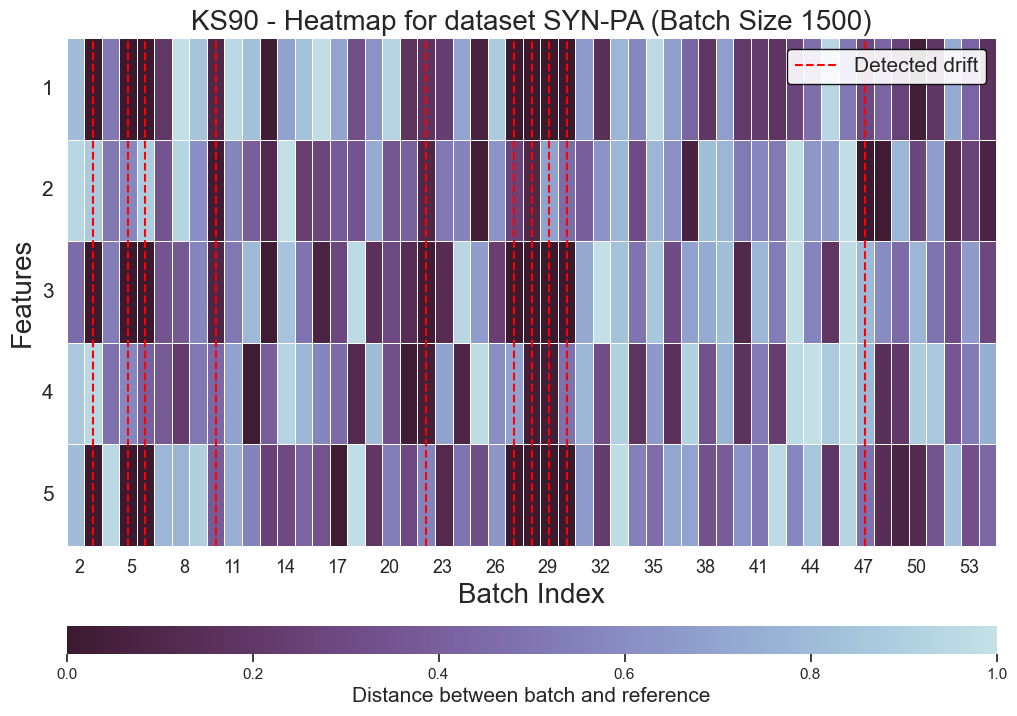 KS90 - Heatmap for dataset SYN-PA (Batch Size 1500)
Detected drift
Features
1
2
3
4
5
2 5 8 11 14 17 20 23 26 29 32 35 38 41 44 47 50 53
Batch Index
0.0 0.2 0.4 0.6 0.8 1.0
Distance between batch and reference